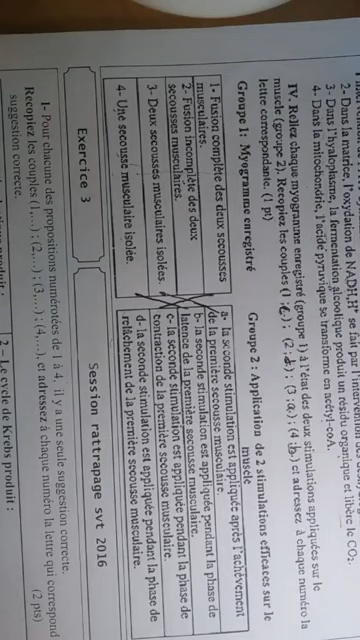 2- Dans la matrice, l'oxydation de NADH,H⁺ se fait par l'intervention des
3- Dans l'hyaloplasme, la fermentation alcoolique produit un résidu organique et libère le CO₂.
4- Dans la mitochondrie, l'acide pyruvique se transforme en acétyl-coA.
IV. Reliez chaque myogramme enregistré (groupe 1) à l'état des deux stimulations appliquées sur le
muscle (groupe 2). Recopiez les couples (1 ; c) ; (2 ; d) ; (3 ; a) ; (4 ; b) et adressez à chaque numéro la
lettre correspondante. (1 pt)
Groupe 1: Myogramme enregistré
Groupe 2 : Application de 2 stimulations efficaces sur le
muscle
1- Fusion complète des deux secousses
musculaires.
2- Fusion incomplète des deux
secousses musculaires.
3- Deux secousses musculaires isolées.
4- Une secousse musculaire isolée.
a- la seconde stimulation est appliquée après l'achèvement
de la première secousse musculaire.
b- la seconde stimulation est appliquée pendant la phase de
latence de la première secousse musculaire.
c- la seconde stimulation est appliquée pendant la phase de
contraction de la première secousse musculaire.
d- la seconde stimulation est appliquée pendant la phase de
relâchement de la première secousse musculaire.
Exercice 3
Session rattrapage svt 2016
I- Pour chacune des propositions numérotées de 1 à 4, il y a une seule suggestion correcte.
Recopiez les couples (1,...) ; (2,...) ; (3,...) ; (4,...), et adressez à chaque numéro la lettre qui correspond
suggestion correcte. (2 pts)
produit :
2 – Le cycle de Krebs produit :